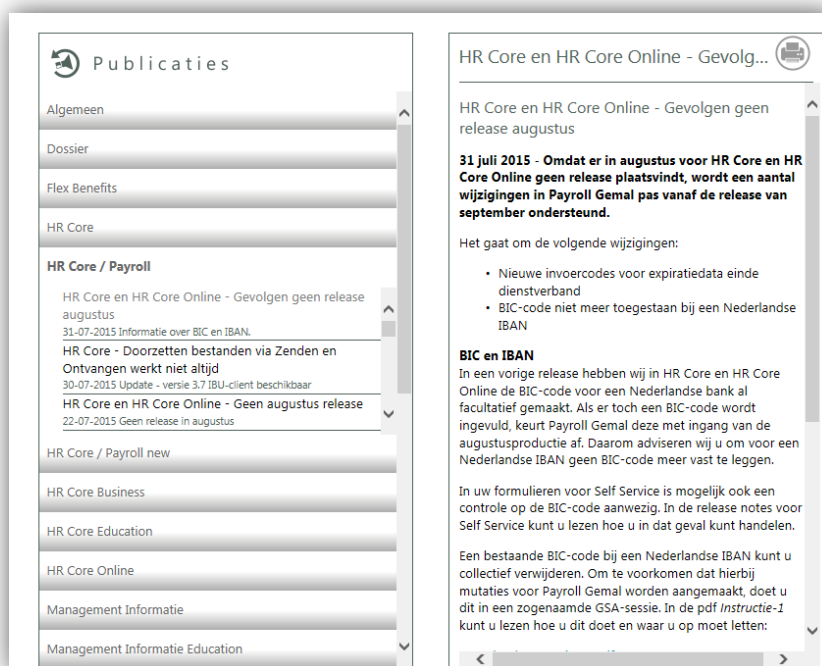 Publicaties
Algemeen
Dossier
Flex Benefits
HR Core
HR Core / Payroll
HR Core en HR Core Online - Gevolgen geen release
augustus
31-07-2015 Informatie over BIC en IBAN.
HR Core - Doorzetten bestanden via Zenden en
Ontvangen werkt niet altijd
30-07-2015 Update - versie 3.7 IBU-client beschikbaar
HR Core en HR Core Online - Geen augustus release
22-07-2015 Geen release in augustus
HR Core / Payroll new
HR Core Business
HR Core Education
HR Core Online
Management Informatie
Management Informatie Education
HR Core en HR Core Online - Gevolg...
HR Core en HR Core Online - Gevolgen geen
release augustus
31 juli 2015 - Omdat er in augustus voor HR Core en HR
Core Online geen release plaatsvindt, wordt een aantal
wijzigingen in Payroll Gemal pas vanaf de release van
september ondersteund.
Het gaat om de volgende wijzigingen:
• Nieuwe invoercodes voor expiratiedata einde
dienstverband
• BIC-code niet meer toegestaan bij een Nederlandse
IBAN
BIC en IBAN
In een vorige release hebben wij in HR Core en HR Core
Online de BIC-code voor een Nederlandse bank al
facultatief gemaakt. Als er toch een BIC-code wordt
ingevuld, keurt Payroll Gemal deze met ingang van de
augustusproductie af. Daarom adviseren wij u om voor een
Nederlandse IBAN geen BIC-code meer vast te leggen.
In uw formulieren voor Self Service is mogelijk ook een
controle op de BIC-code aanwezig. In de release notes voor
Self Service kunt u lezen hoe u in dat geval kunt handelen.
Een bestaande BIC-code bij een Nederlandse IBAN kunt u
collectief verwijderen. Om te voorkomen dat hierbij
mutaties voor Payroll Gemal worden aangemaakt, doet u
dit in een zogenaamde GSA-sessie. In de pdf Instructie-1
kunt u lezen hoe u dit doet en waar u op moet letten: